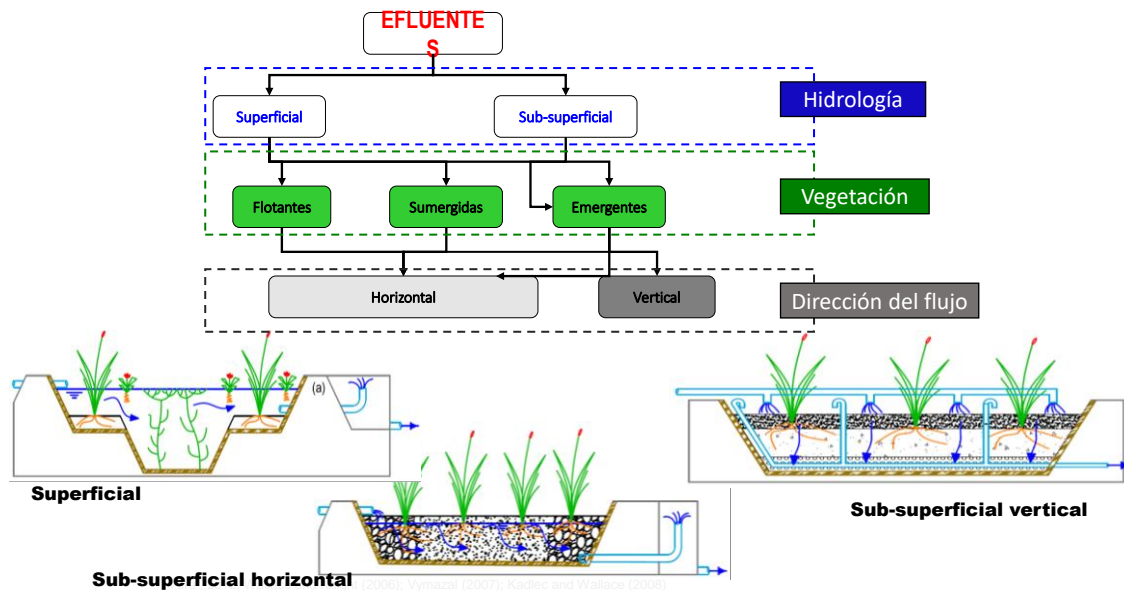 EFLUENTE
S
Hidrología
Superficial
Sub-superficial
Vegetación
Flotantes
Sumergidas
Emergentes
Dirección del flujo
Horizontal
Vertical
(a)
Superficial
Sub-superficial vertical
Sub-superficial horizontal
(2006); Vymazal (2007); Kadlec and Wallace (2008)